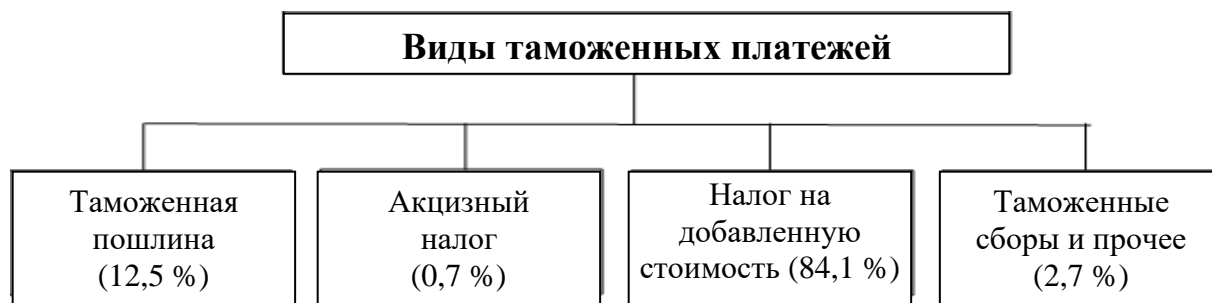 Виды таможенных платежей
Таможенная
пошлина
(12,5 %)
Акцизный
налог
(0,7 %)
Налог на
добавленную
стоимость (84,1 %)
Таможенные
сборы и прочее
(2,7 %)